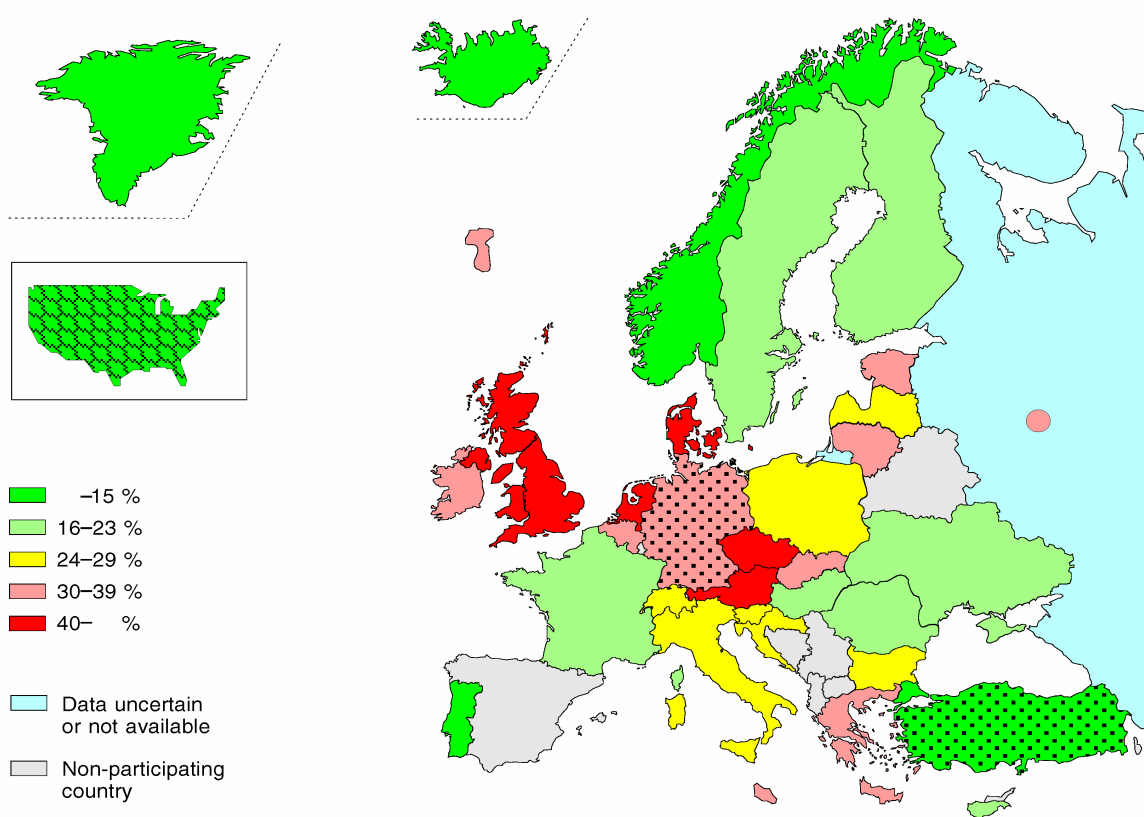 –15 %
16–23 %
24–29 %
30–39 %
40– %
Data uncertain
or not available
Non-participating
country